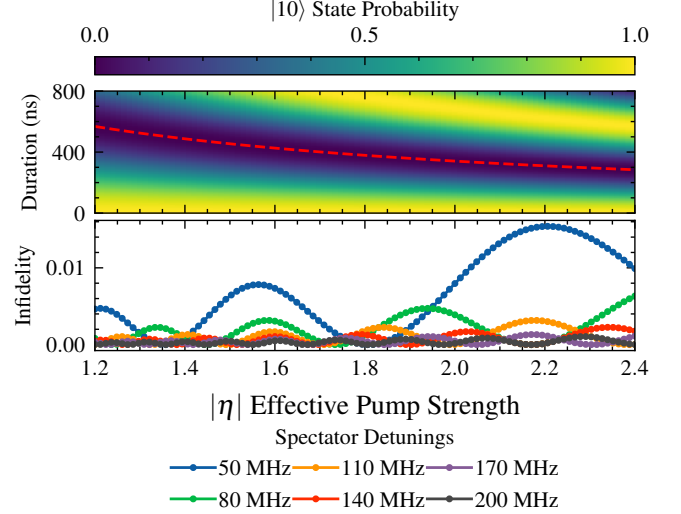 |10⟩ State Probability
0.0 0.5 1.0
800
400
0
Duration (ns)
0.01
0.00
Infidelity
1.2 1.4 1.6 1.8 2.0 2.2 2.4
|η| Effective Pump Strength
Spectator Detunings
50 MHz 110 MHz 170 MHz
80 MHz 140 MHz 200 MHz